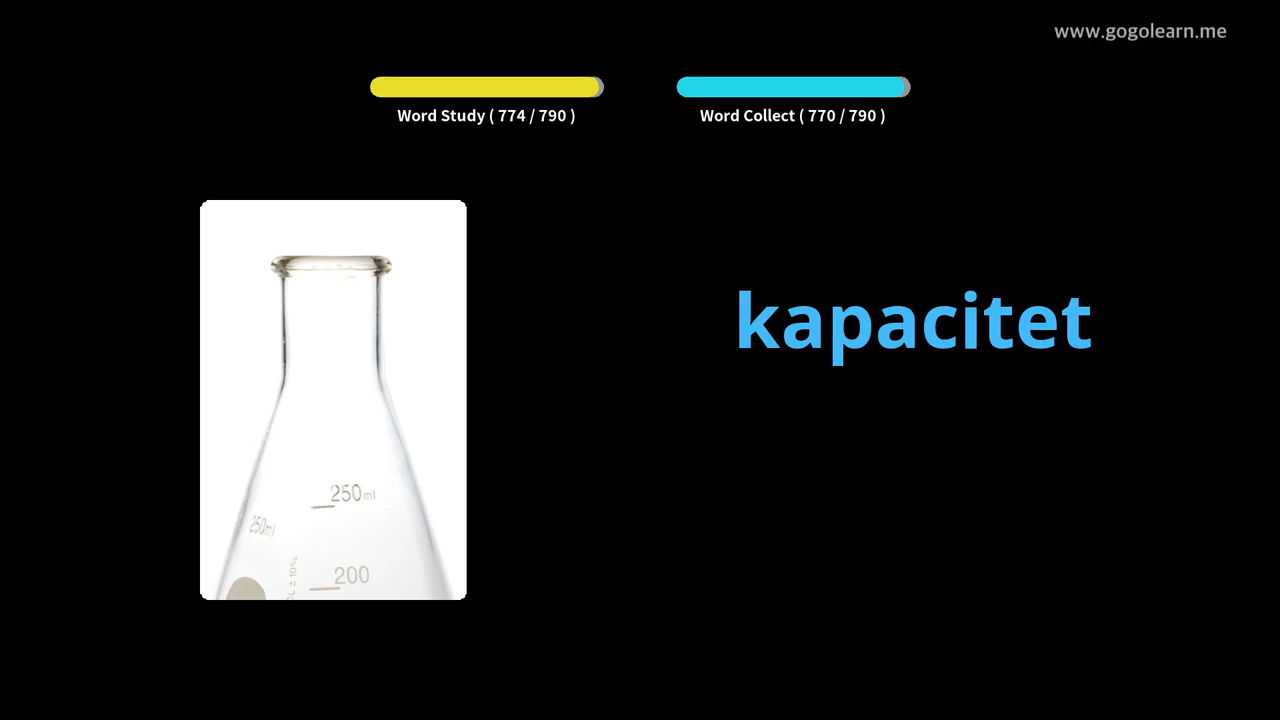 www.gogolearn.me
Word Study ( 774 / 790 )
Word Collect ( 770 / 790 )
kapacitet
250ml
250ml
200